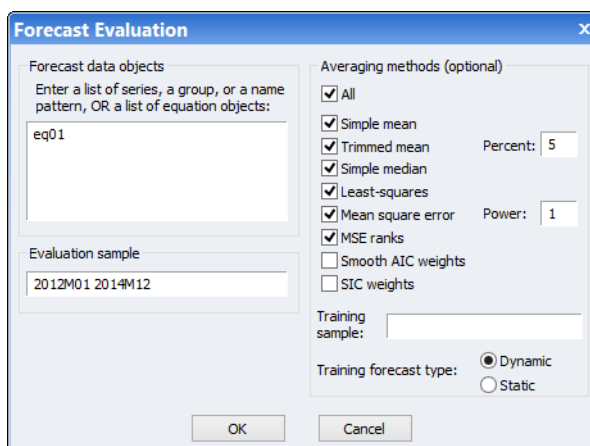 Forecast Evaluation
x
Forecast data objects
Enter a list of series, a group, or a name
pattern, OR a list of equation objects:
eq01
Evaluation sample
2012M01 2014M12
Averaging methods (optional)
All
Simple mean
Trimmed mean Percent: 5
Simple median
Least-squares
Mean square error Power: 1
MSE ranks
Smooth AIC weights
SIC weights
Training
sample:
Training forecast type: Dynamic
Static
OK Cancel